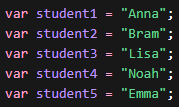 var student1 = "Anna";
var student2 = "Bram";
var student3 = "Lisa";
var student4 = "Noah";
var student5 = "Emma";